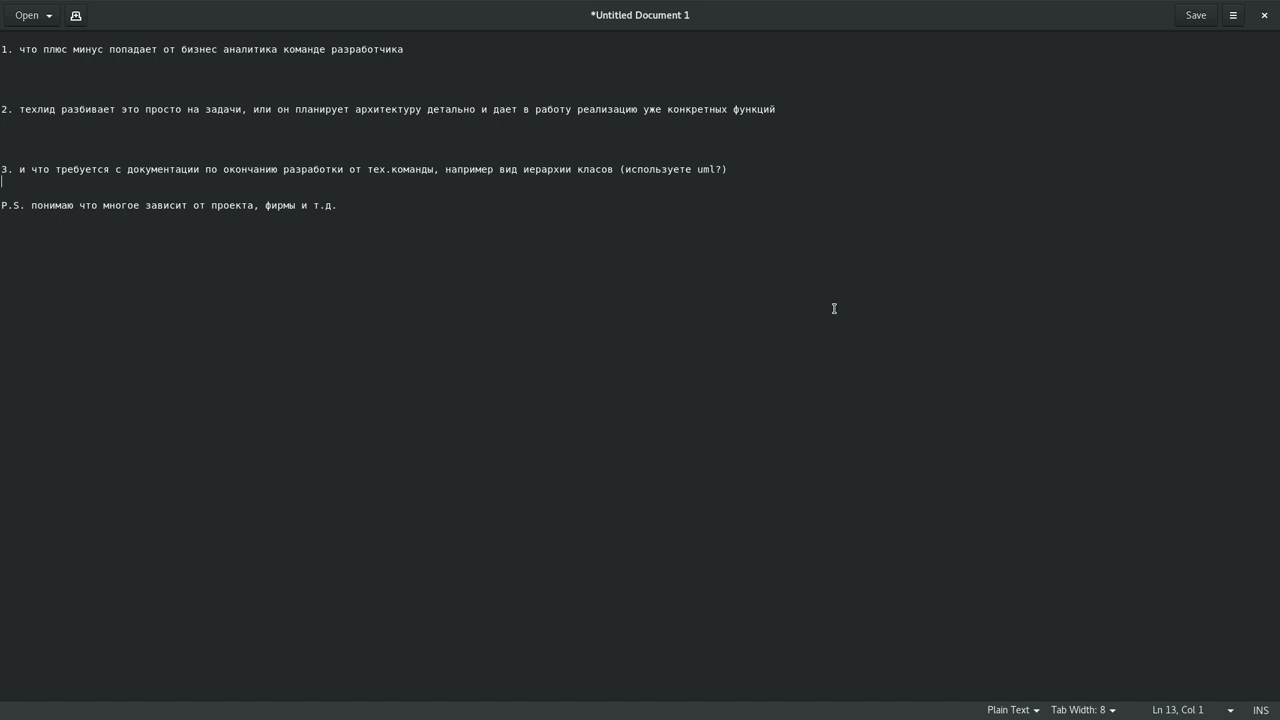 Open
*Untitled Document 1
Save
1. что плюс минус попадает от бизнес аналитика команде разработчика
2. техлид разбивает это просто на задачи, или он планирует архитектуру детально и дает в работу реализацию уже конкретных функций
3. и что требуется с документации по окончанию разработки от тех.команды, например вид иерархии класов (используете uml?)
P.S. понимаю что многое зависит от проекта, фирмы и т.д.
Plain Text
Tab Width: 8
Ln 13, Col 1
INS